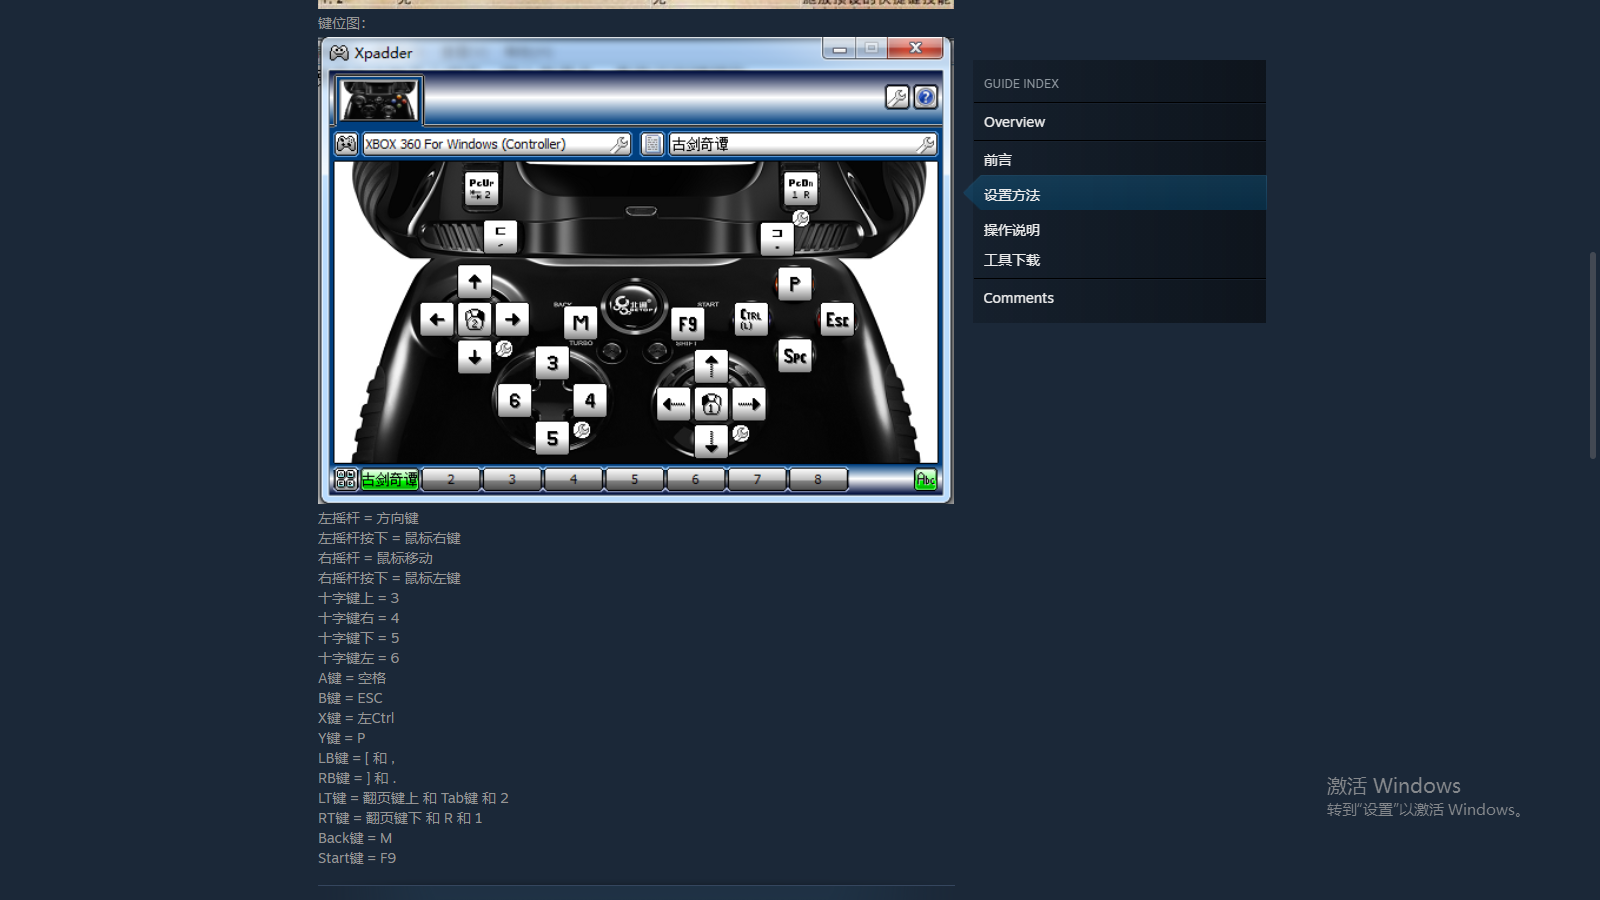 键位图：
Xpadder
XBOX 360 For Windows (Controller)
古剑奇谭
PGUP
2
PGDN
1 R
[
,
]
.
P
2
BACK
M
START
F9
CTRL
(L)
ESC
TURBO
SHIFT
SPC
3
6
4
1
5
古剑奇谭
2
3
4
5
6
7
8
Abc
左摇杆 = 方向键
左摇杆按下 = 鼠标右键
右摇杆 = 鼠标移动
右摇杆按下 = 鼠标左键
十字键上 = 3
十字键右 = 4
十字键下 = 5
十字键左 = 6
A键 = 空格
B键 = ESC
X键 = 左Ctrl
Y键 = P
LB键 = [ 和 ,
RB键 = ] 和 .
LT键 = 翻页键上 和 Tab键 和 2
RT键 = 翻页键下 和 R 和 1
Back键 = M
Start键 = F9
GUIDE INDEX
Overview
前言
设置方法
操作说明
工具下载
Comments
激活 Windows
转到“设置”以激活 Windows。